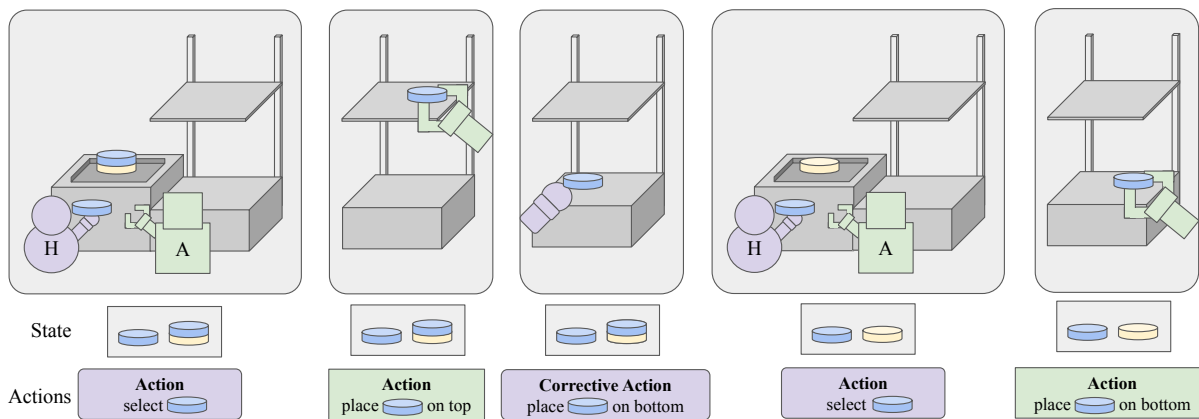 H
A
H
A
State
Actions
Action
select
Action
place on top
Corrective Action
place on bottom
Action
select
Action
place on bottom